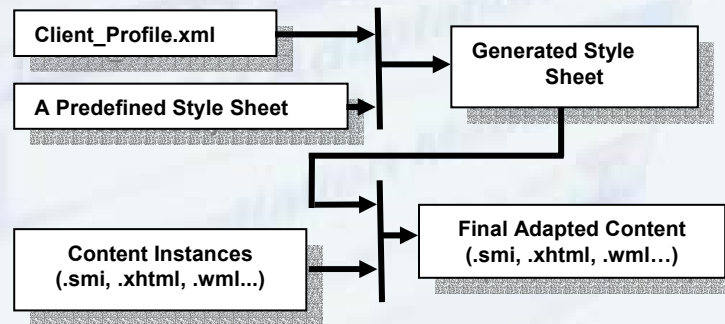 Client_Profile.xml
Generated Style
Sheet
A Predefined Style Sheet
Content Instances
(.smi, .xhtml, .wml...)
Final Adapted Content
(.smi, .xhtml, .wml…)